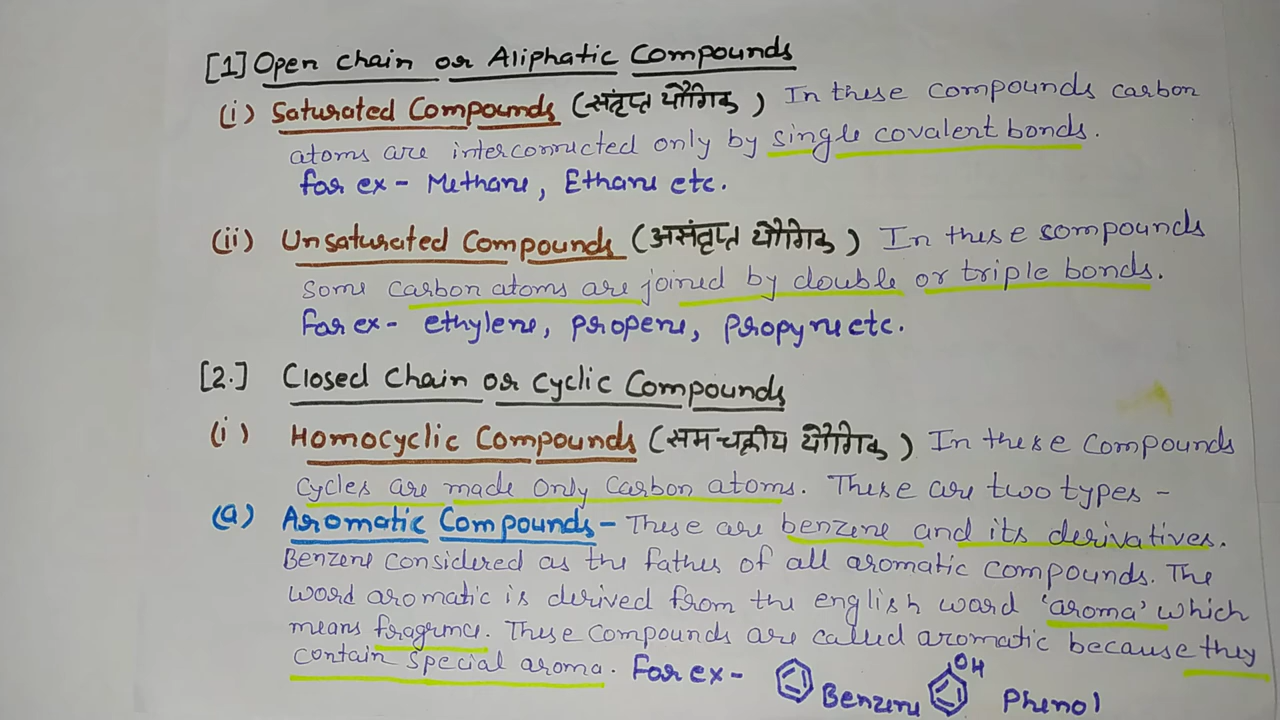 [1] Open chain or Aliphatic Compounds
(i) Saturated Compounds (संतृप्त यौगिक) In these compounds carbon
atoms are interconnected only by single covalent bonds.
for ex - Methane, Ethane etc.
(ii) Unsaturated Compounds (असंतृप्त यौगिक) In these compounds
some carbon atoms are joined by double or triple bonds.
For ex - ethylene, propene, propyne etc.
[2.] Closed Chain or Cyclic Compounds
(i) Homocyclic Compounds (समचक्रीय यौगिक) In these compounds
cycles are made only carbon atoms. These are two types -
(a) Aromatic Compounds - These are benzene and its derivatives.
Benzene considered as the father of all aromatic compounds. The
word aromatic is derived from the english word 'aroma' which
means fragrnce. These compounds are called aromatic because they
contain special aroma. For ex - Benzene OH Phenol